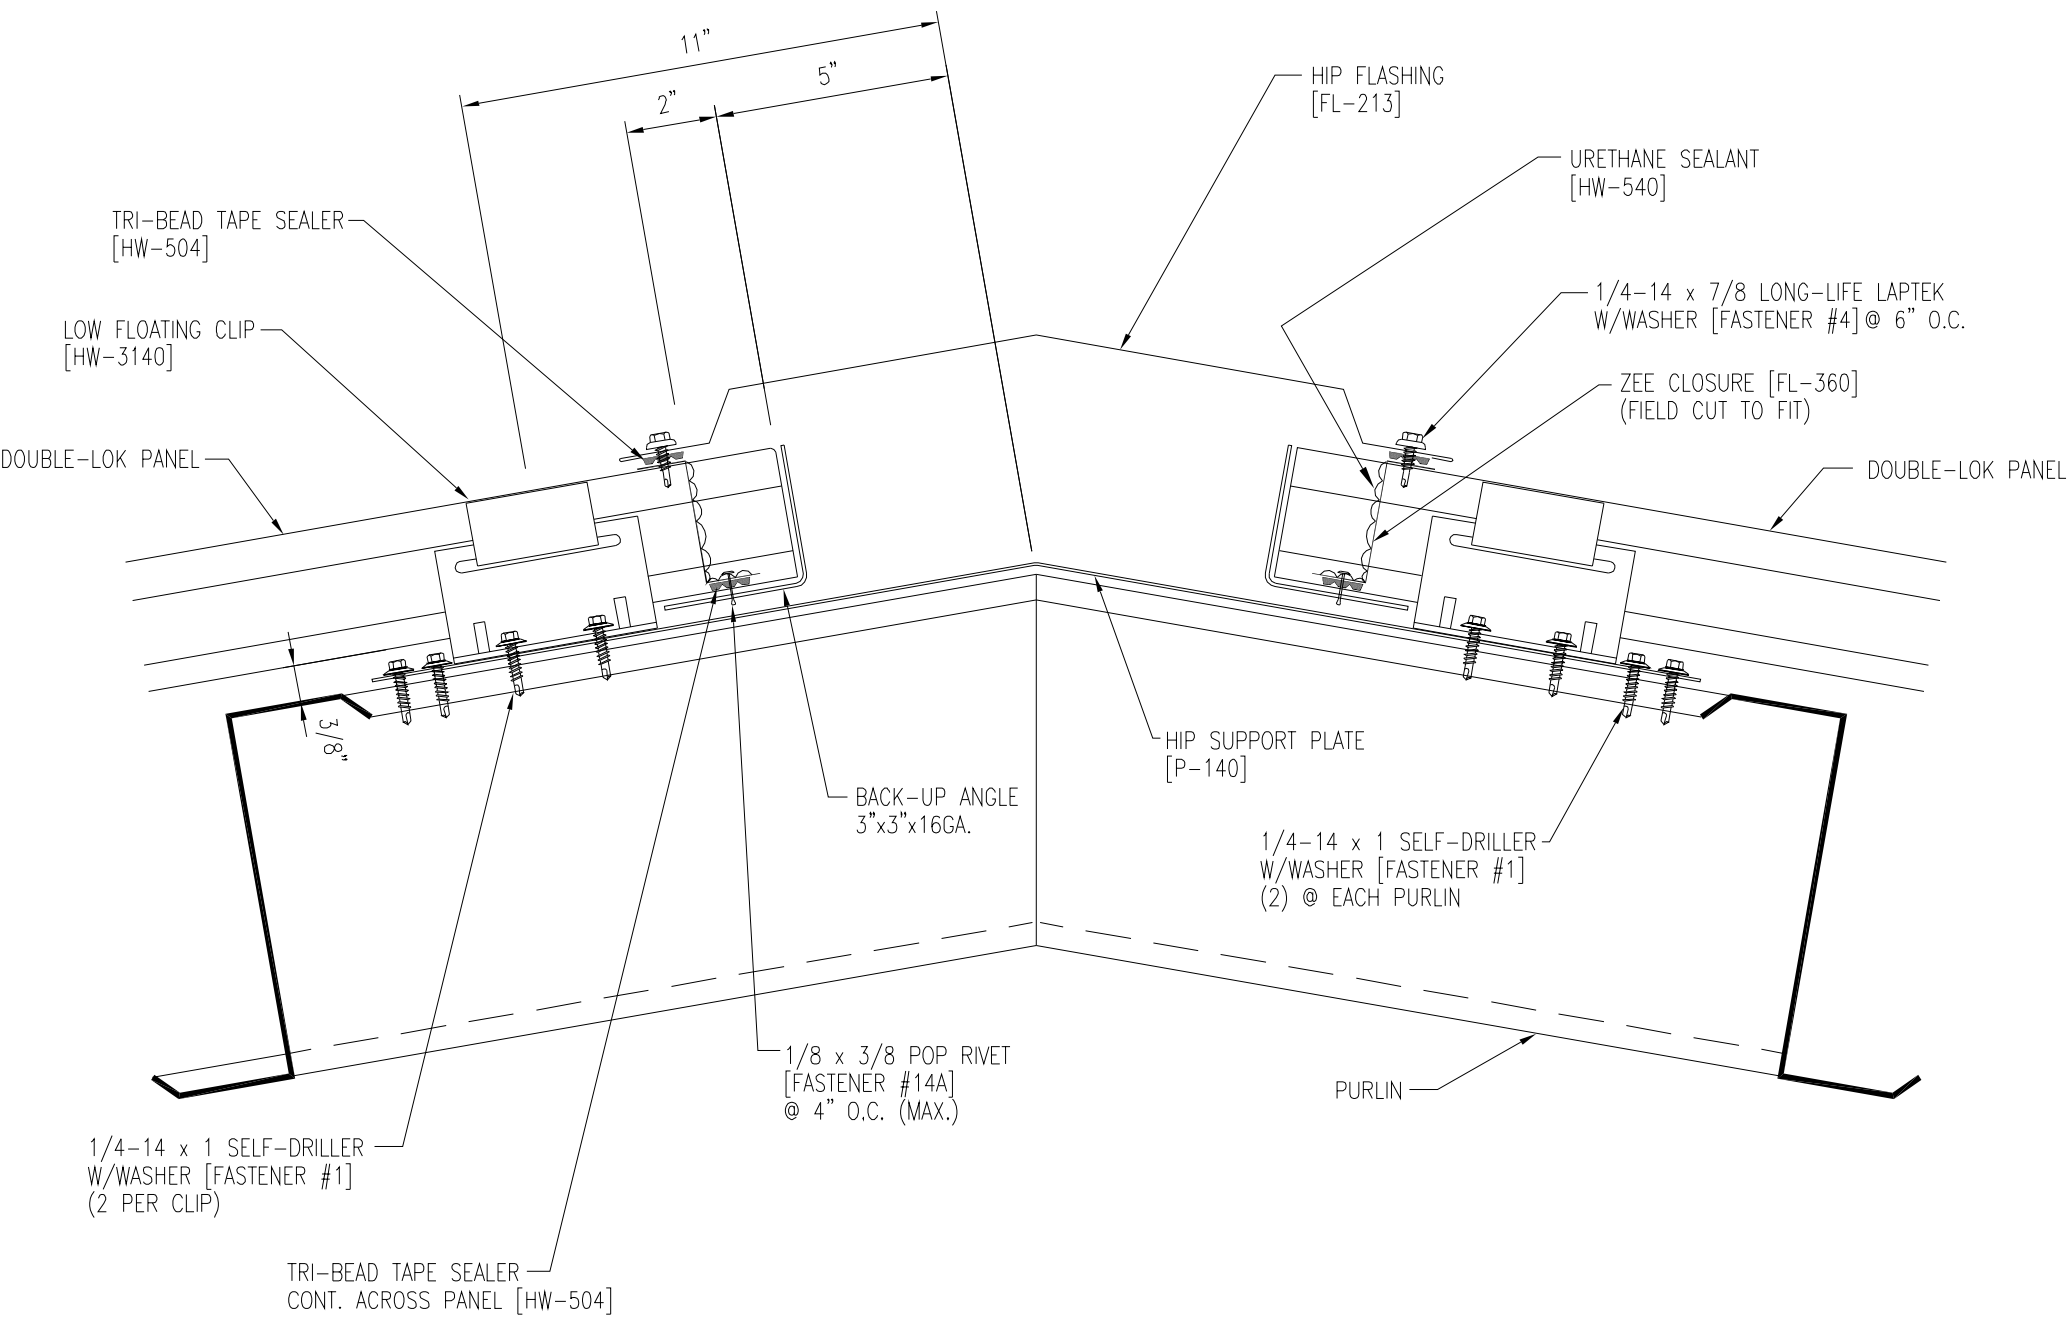 11"
5"
2"
HIP FLASHING
[FL-213]
URETHANE SEALANT
[HW-540]
TRI-BEAD TAPE SEALER
[HW-504]
1/4-14 x 7/8 LONG-LIFE LAPTEK
W/WASHER [FASTENER #4]@ 6" O.C.
LOW FLOATING CLIP
[HW-3140]
ZEE CLOSURE [FL-360]
(FIELD CUT TO FIT)
DOUBLE-LOK PANEL
DOUBLE-LOK PANEL
3/8"
HIP SUPPORT PLATE
[P-140]
BACK-UP ANGLE
3"x3"x16GA.
1/4-14 x 1 SELF-DRILLER
W/WASHER [FASTENER #1]
(2) @ EACH PURLIN
1/8 x 3/8 POP RIVET
[FASTENER #14A]
@ 4" O.C. (MAX.)
PURLIN
1/4-14 x 1 SELF-DRILLER
W/WASHER [FASTENER #1]
(2 PER CLIP)
TRI-BEAD TAPE SEALER
CONT. ACROSS PANEL [HW-504]